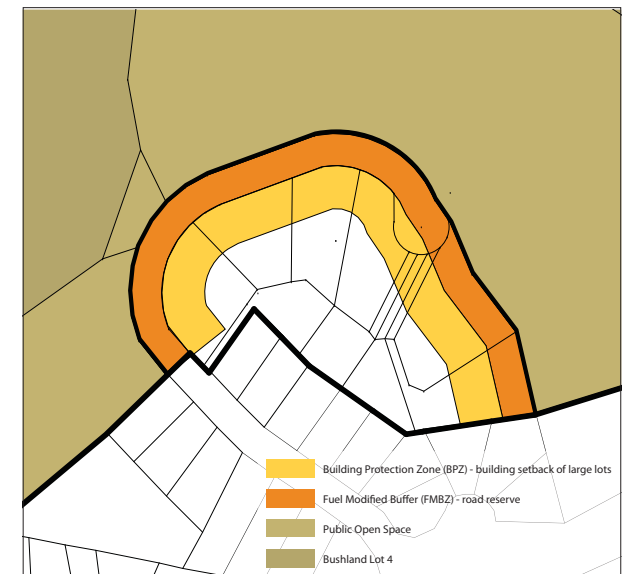 Building Protection Zone (BPZ) - building setback of large lots
Fuel Modified Buffer (FMBZ) - road reserve
Public Open Space
Bushland Lot 4